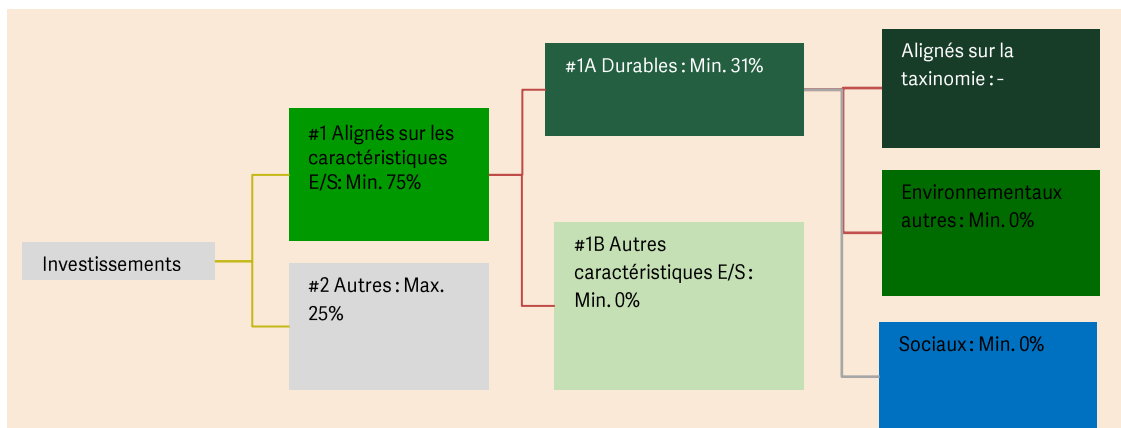 Investissements
#1 Alignés sur les
caractéristiques
E/S: Min. 75%
#2 Autres : Max.
25%
#1A Durables : Min. 31%
#1B Autres
caractéristiques E/S :
Min. 0%
Alignés sur la
taxinomie : -
Environnementaux
autres : Min. 0%
Sociaux : Min. 0%